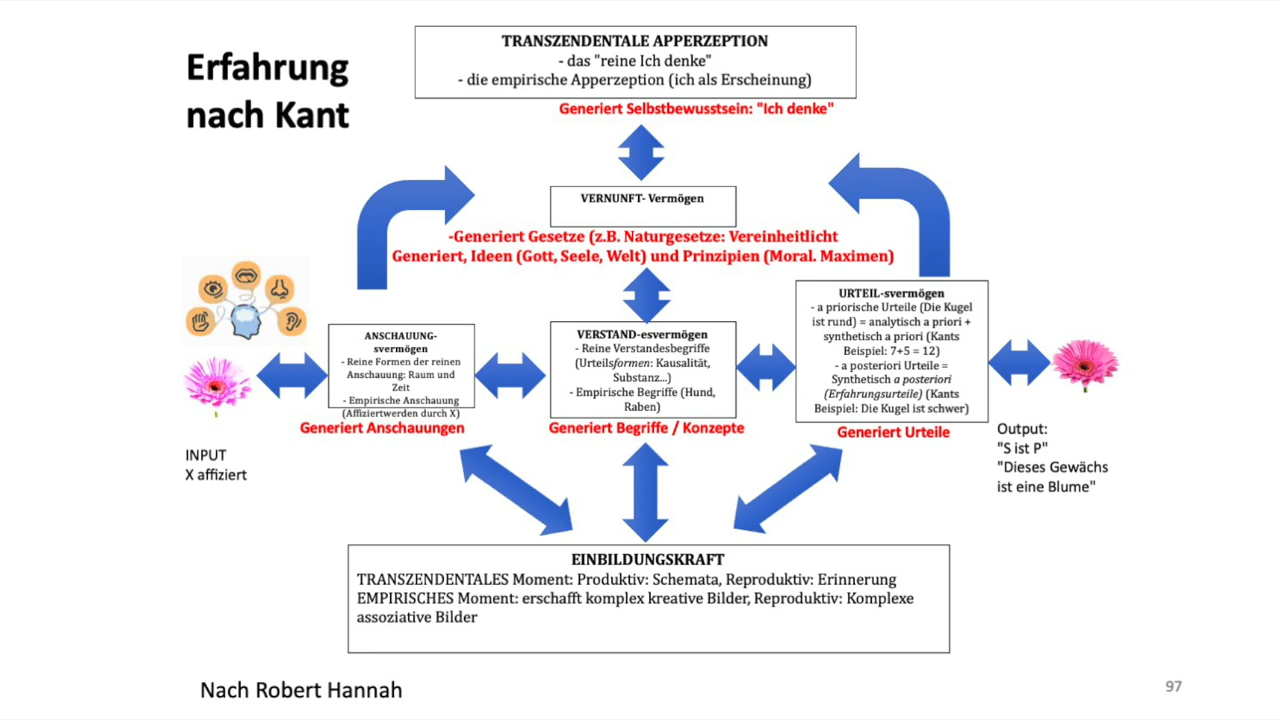 Erfahrung
nach Kant
TRANSZENDENTALE APPERZEPTION
- das "reine Ich denke"
- die empirische Apperzeption (ich als Erscheinung)
Generiert Selbstbewusstsein: "Ich denke"
VERNUNFT- Vermögen
-Generiert Gesetze (z.B. Naturgesetze: Vereinheitlicht
Generiert, Ideen (Gott, Seele, Welt) und Prinzipien (Moral. Maximen)
ANSCHAUUNG-
svermögen
- Reine Formen der reinen
Anschauung: Raum und
Zeit
- Empirische Anschauung
(Affiziertwerden durch X)
Generiert Anschauungen
INPUT
X affiziert
VERSTAND-esvermögen
- Reine Verstandesbegriffe
(Urteilsformen: Kausalität,
Substanz...)
- Empirische Begriffe (Hund,
Raben)
Generiert Begriffe / Konzepte
URTEIL-svermögen
- a priorische Urteile (Die Kugel
ist rund) = analytisch a priori +
synthetisch a priori (Kants
Beispiel: 7+5 = 12)
- a posteriori Urteile =
Synthetisch a posteriori
(Erfahrungsurteile) (Kants
Beispiel: Die Kugel ist schwer)
Generiert Urteile
Output:
"S ist P"
"Dieses Gewächs
ist eine Blume"
EINBILDUNGSKRAFT
TRANSZENDENTALES Moment: Produktiv: Schemata, Reproduktiv: Erinnerung
EMPIRISCHES Moment: erschafft komplex kreative Bilder, Reproduktiv: Komplexe
assoziative Bilder
Nach Robert Hannah
97